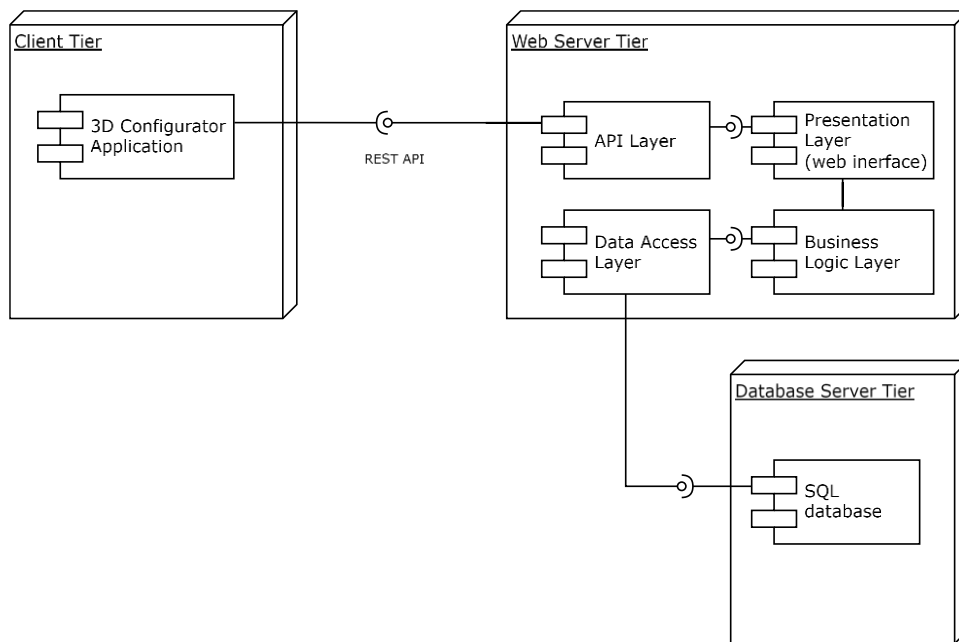 Client Tier
3D Configurator
Application
REST API
Web Server Tier
API Layer
Presentation
Layer
(web inerface)
Data Access
Layer
Business
Logic Layer
Database Server Tier
SQL
database